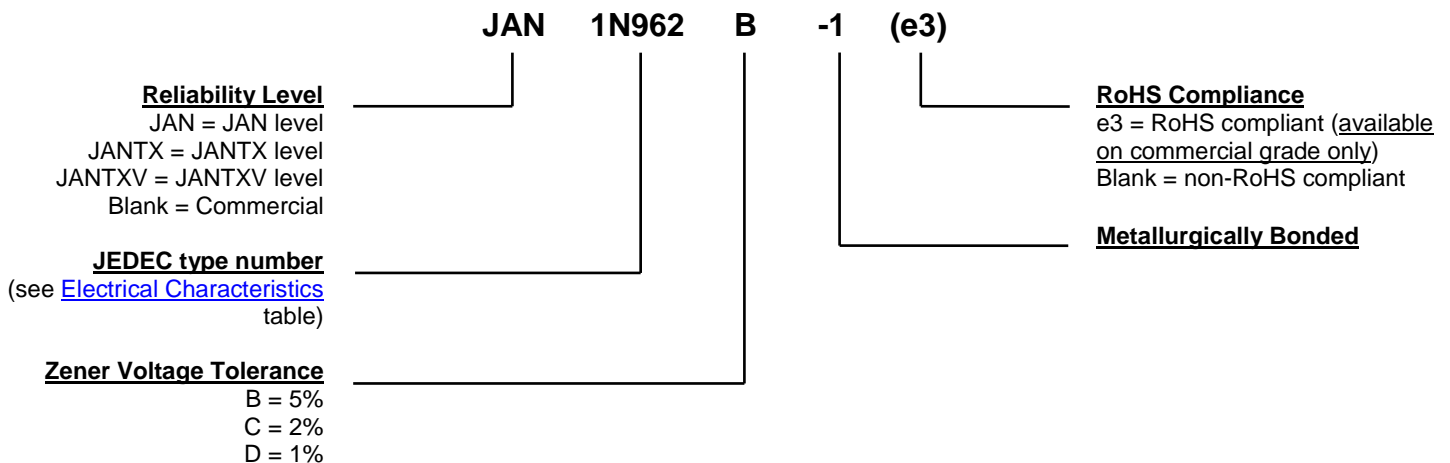 JAN 1N962 B -1 (e3)
Reliability Level
JAN = JAN level
JANTX = JANTX level
JANTXV = JANTXV level
Blank = Commercial
JEDEC type number
(see Electrical Characteristics
table)
Zener Voltage Tolerance
B = 5%
C = 2%
D = 1%
RoHS Compliance
e3 = RoHS compliant (available
on commercial grade only)
Blank = non-RoHS compliant
Metallurgically Bonded